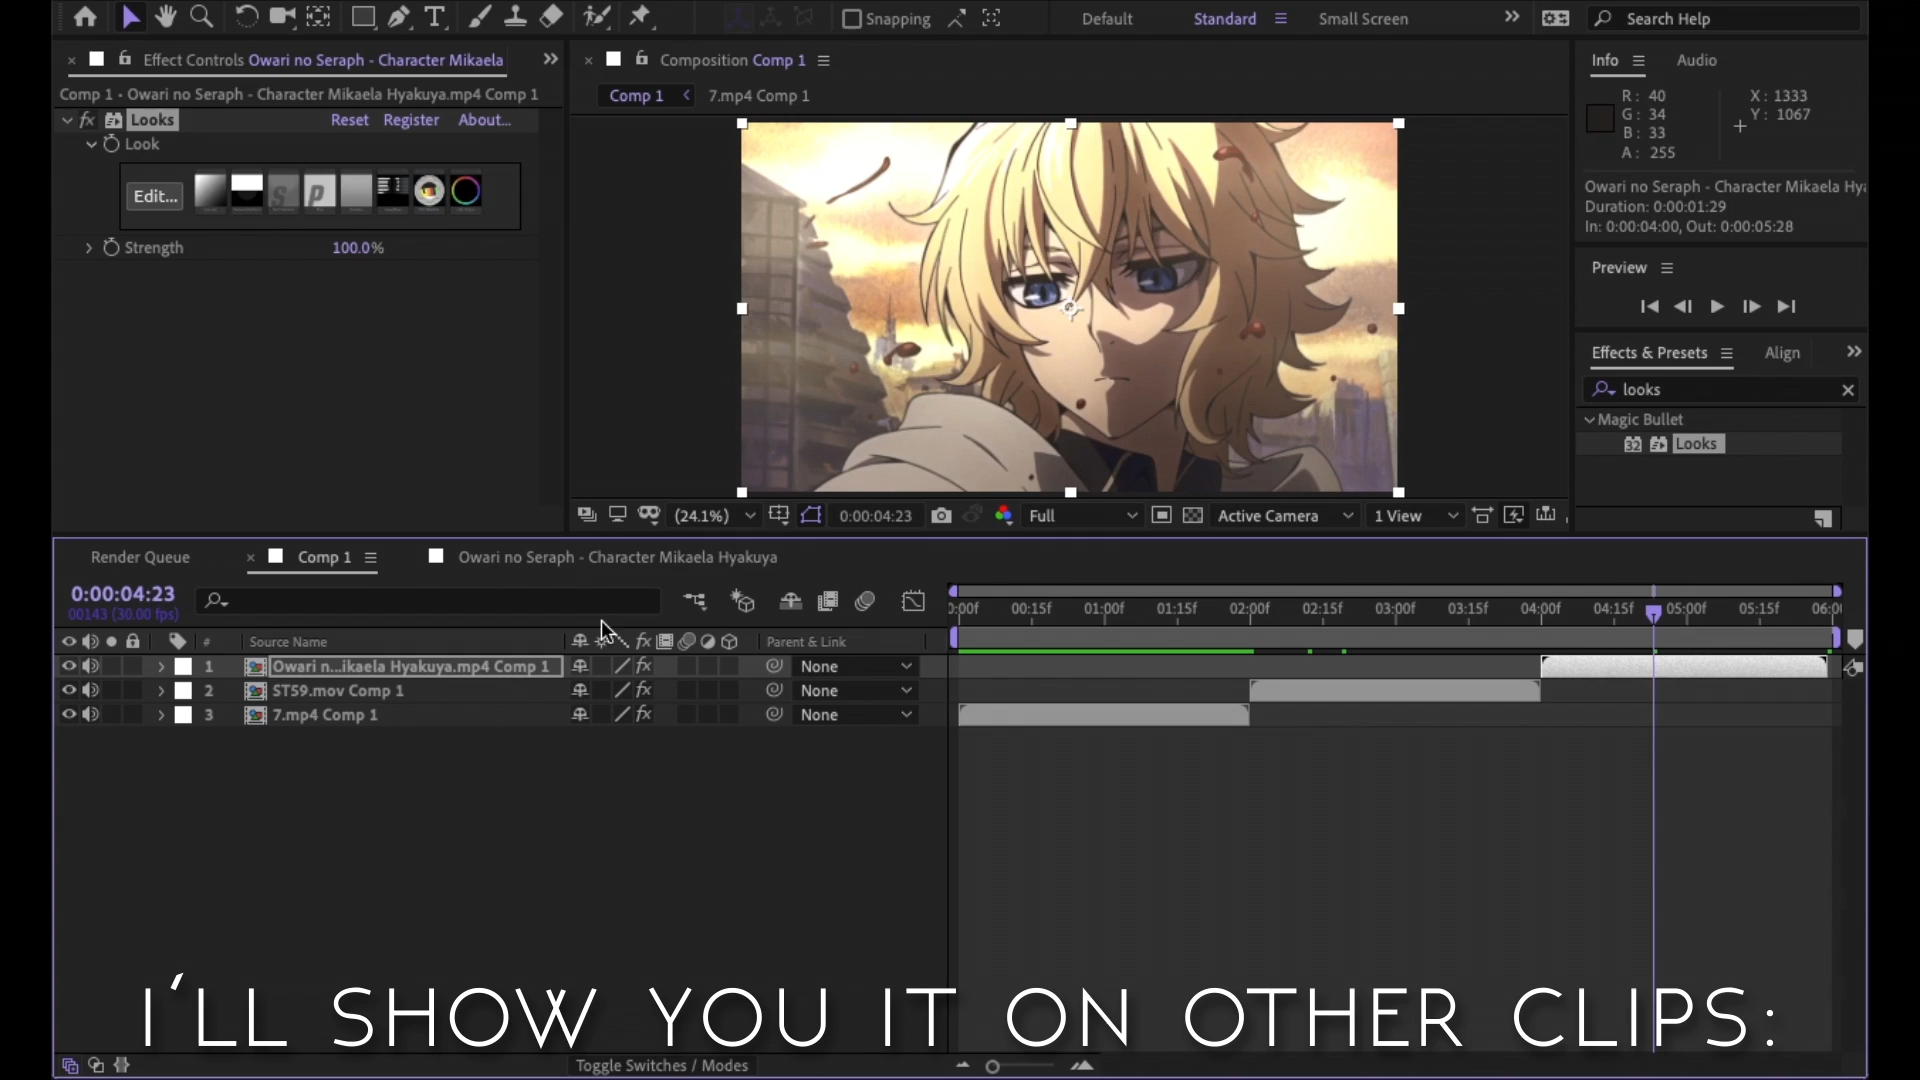 Snapping
Default
Standard
Small Screen
Search Help
Effect Controls Owari no Seraph - Character Mikaela
Composition Comp 1
Info
Audio
Comp 1 • Owari no Seraph - Character Mikaela Hyakuya.mp4 Comp 1
Comp 1
7.mp4 Comp 1
R: 40
G: 34
B: 33
A: 255
X: 1333
Y: 1067
fx Looks
Reset
Register
About...
Look
Edit...
Strength
100.0%
Owari no Seraph - Character Mikaela Hya
Duration: 0:00:01:29
In: 0:00:04:00, Out: 0:00:05:28
Preview
Effects & Presets
Align
looks
Magic Bullet
32 Looks
(24.1%)
0:00:04:23
Full
Active Camera
1 View
Render Queue
Comp 1
Owari no Seraph - Character Mikaela Hyakuya
0:00:04:23
00143 (30.00 fps)
0:00f 00:15f 01:00f 01:15f 02:00f 02:15f 03:00f 03:15f 04:00f 04:15f 05:00f 05:15f 06:0
# Source Name fx Parent & Link
1 Owari n...ikaela Hyakuya.mp4 Comp 1 fx None
2 STS9.mov Comp 1 fx None
3 7.mp4 Comp 1 fx None
I'LL SHOW YOU IT ON OTHER CLIPS:
Toggle Switches / Modes